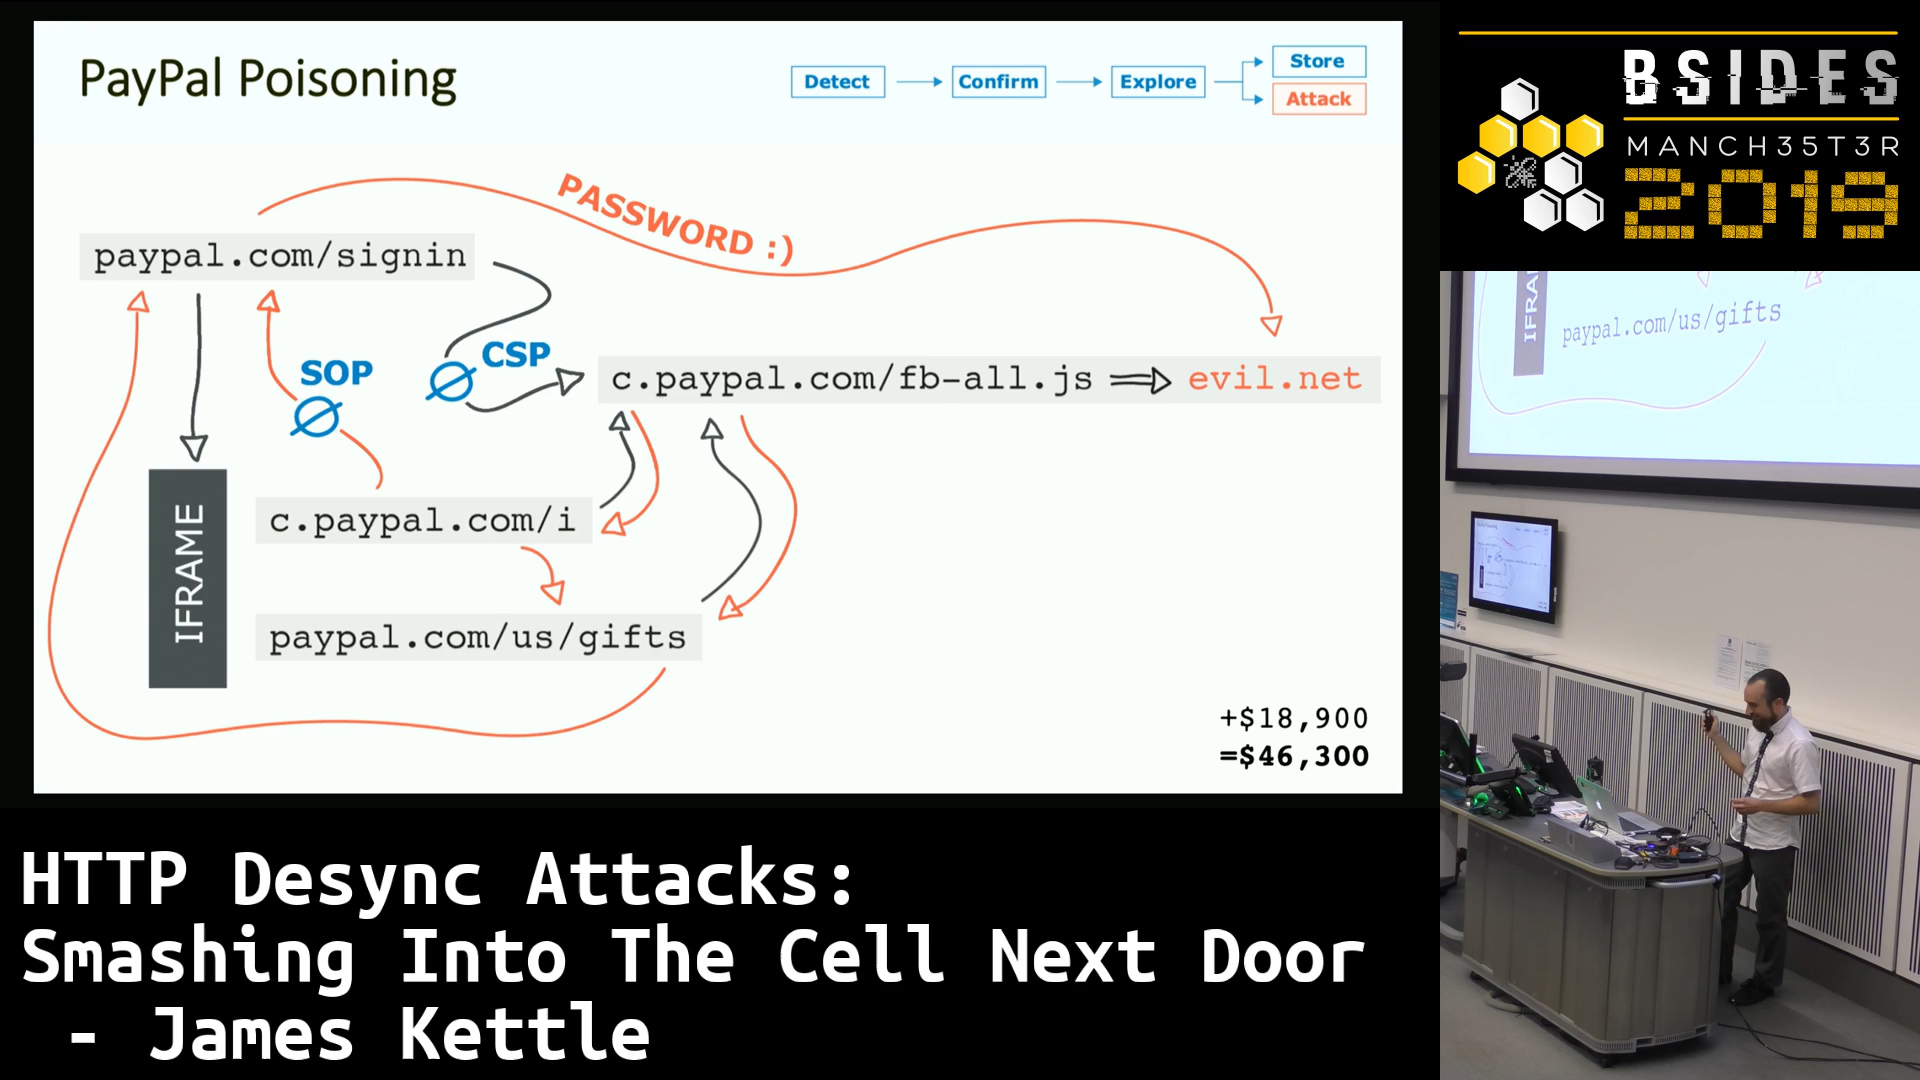 PayPal Poisoning
Detect
Confirm
Explore
Store
Attack
PASSWORD :)
paypal.com/signin
SOP
CSP
c.paypal.com/fb-all.js ⇒ evil.net
IFRAME
c.paypal.com/i
paypal.com/us/gifts
+$18,900
=$46,300
BSIDES
MANCH35T3R
2019
IFRA
paypal.com/us/gifts
HTTP Desync Attacks:
Smashing Into The Cell Next Door
- James Kettle